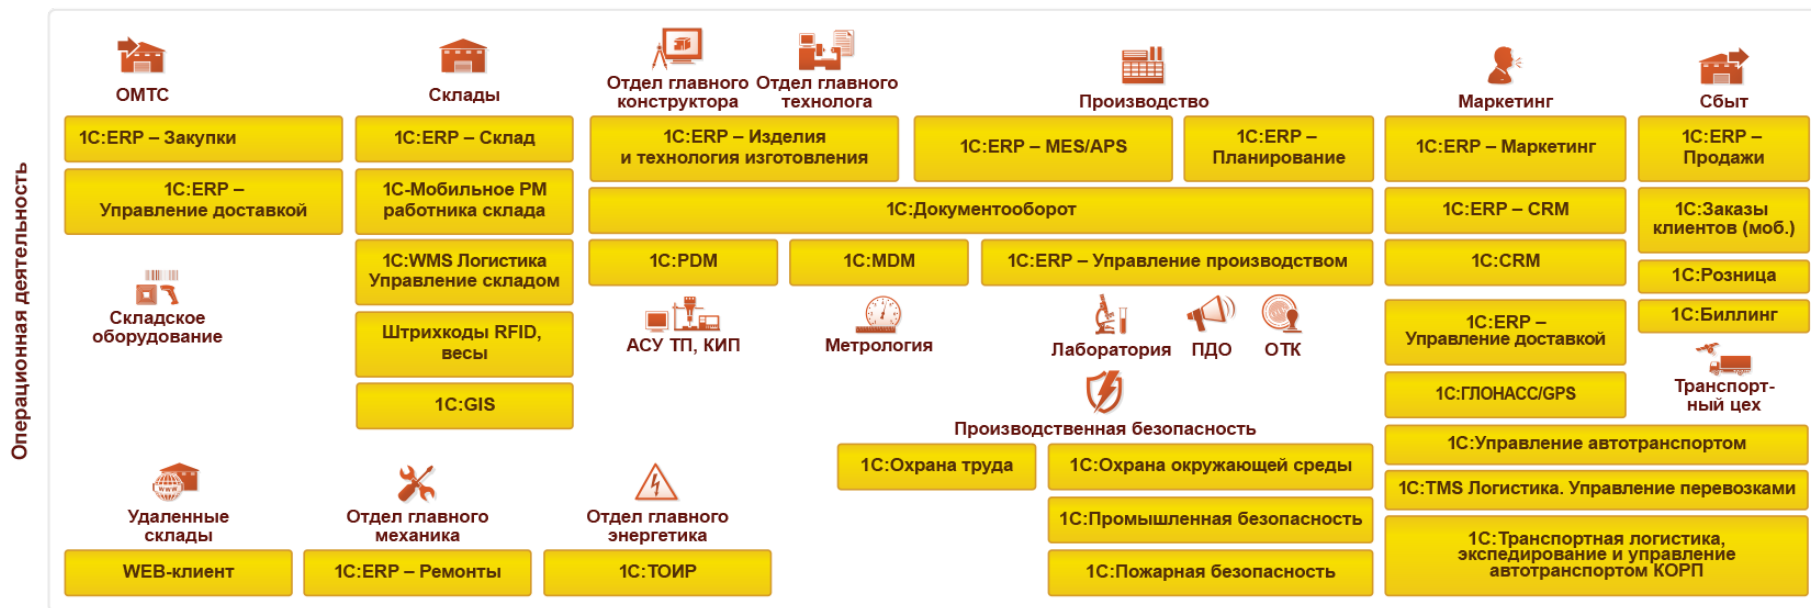 Операционная деятельность
ОМТС
1С:ERP – Закупки
1С:ERP –
Управление доставкой
Складское
оборудование
Склады
1С:ERP – Склад
1С-Мобильное РМ
работника склада
1С:WMS Логистика
Управление складом
Штрихкоды RFID,
весы
1С:GIS
Отдел главного
конструктора
Отдел главного
технолога
1С:ERP – Изделия
и технология изготовления
Производство
1С:ERP – MES/APS
1С:ERP –
Планирование
1С:Документооборот
1С:PDM
1С:MDM
1С:ERP – Управление производством
АСУ ТП, КИП
Метрология
Лаборатория
ПДО
ОТК
Маркетинг
1С:ERP – Маркетинг
1С:ERP – CRM
1С:CRM
1С:ERP –
Управление доставкой
1С:ГЛОНАСС/GPS
Сбыт
1С:ERP –
Продажи
1С:Заказы
клиентов (моб.)
1С:Розница
1С:Биллинг
Транспорт-
ный цех
1С:Управление автотранспортом
1С:TMS Логистика. Управление перевозками
1С:Транспортная логистика,
экспедирование и управление
автотранспортом КОРП
Производственная безопасность
1С:Охрана труда
1С:Охрана окружающей среды
1С:Промышленная безопасность
1С:Пожарная безопасность
WWW
Удаленные
склады
WEB-клиент
Отдел главного
механика
1С:ERP – Ремонты
Отдел главного
энергетика
1С:ТОИР